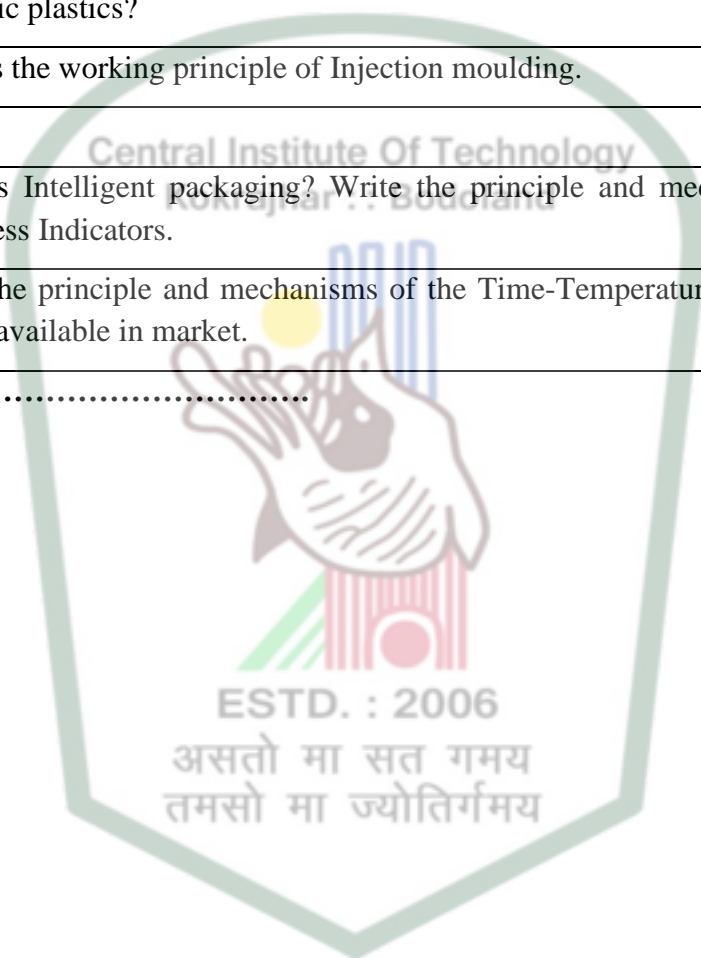 ic plastics?
s the working principle of Injection moulding.
Central Institute Of Technology
Kokrajhar : : Bodoland
s Intelligent packaging? Write the principle and me
ess Indicators.
he principle and mechanisms of the Time-Temperatu
available in market.
………………………….
ESTD. : 2006
असतो मा सत गमय
तमसो मा ज्योतिर्गमय